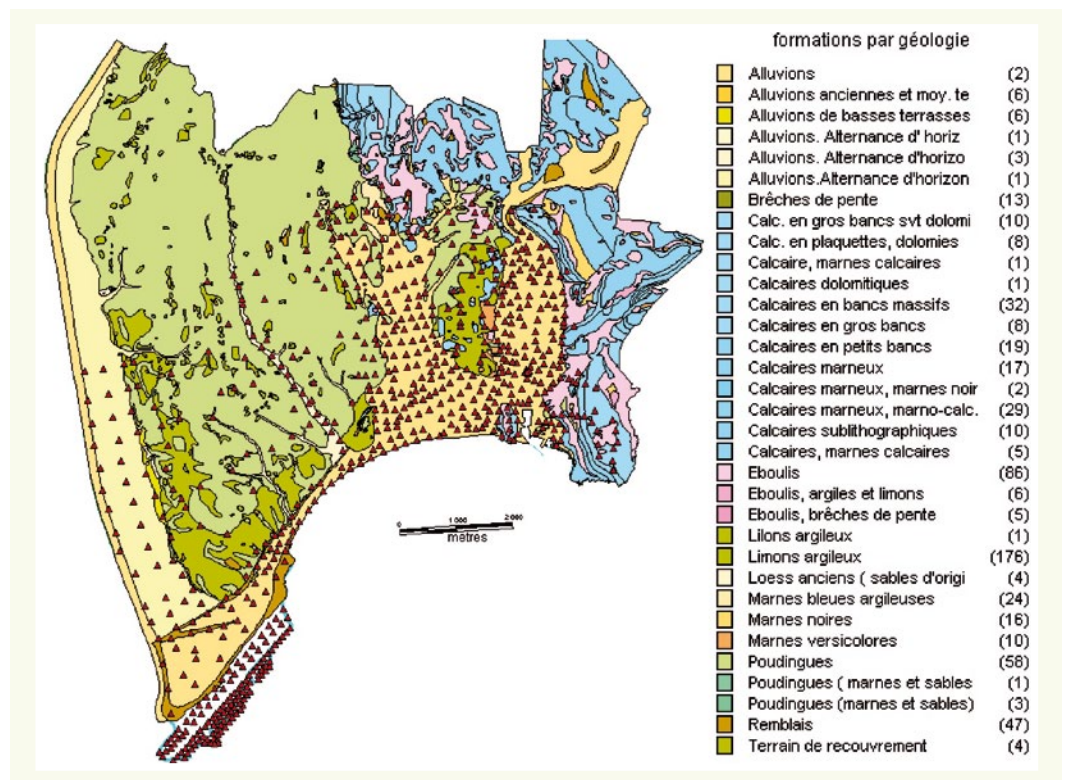 formations par géologie
Alluvions (2)
Alluvions anciennes et moy. te (6)
Alluvions de basses terrasses (6)
Alluvions. Alternance d' horiz (1)
Alluvions. Alternance d'horizo (3)
Alluvions.Alternance d'horizon (1)
Brêches de pente (13)
Calc. en gros bancs svt dolomi (10)
Calc. en plaquettes, dolomies (8)
Calcaire, marnes calcaires (1)
Calcaires dolomitiques (1)
Calcaires en bancs massifs (32)
Calcaires en gros bancs (8)
Calcaires en petits bancs (19)
Calcaires marneux (17)
Calcaires marneux, marnes noir (2)
Calcaires marneux, marno-calc. (29)
Calcaires sublithographiques (10)
Calcaires, marnes calcaires (5)
Eboulis (86)
Eboulis, argiles et limons (6)
Eboulis, brêches de pente (5)
Lilons argileux (1)
Limons argileux (176)
Loess anciens ( sables d'origi (4)
Marnes bleues argileuses (24)
Marnes noires (16)
Marnes versicolores (10)
Poudingues (58)
Poudingues ( marnes et sables (1)
Poudingues (marnes et sables) (3)
Remblais (47)
Terrain de recouvrement (4)
0 1 000 2 000
mètres